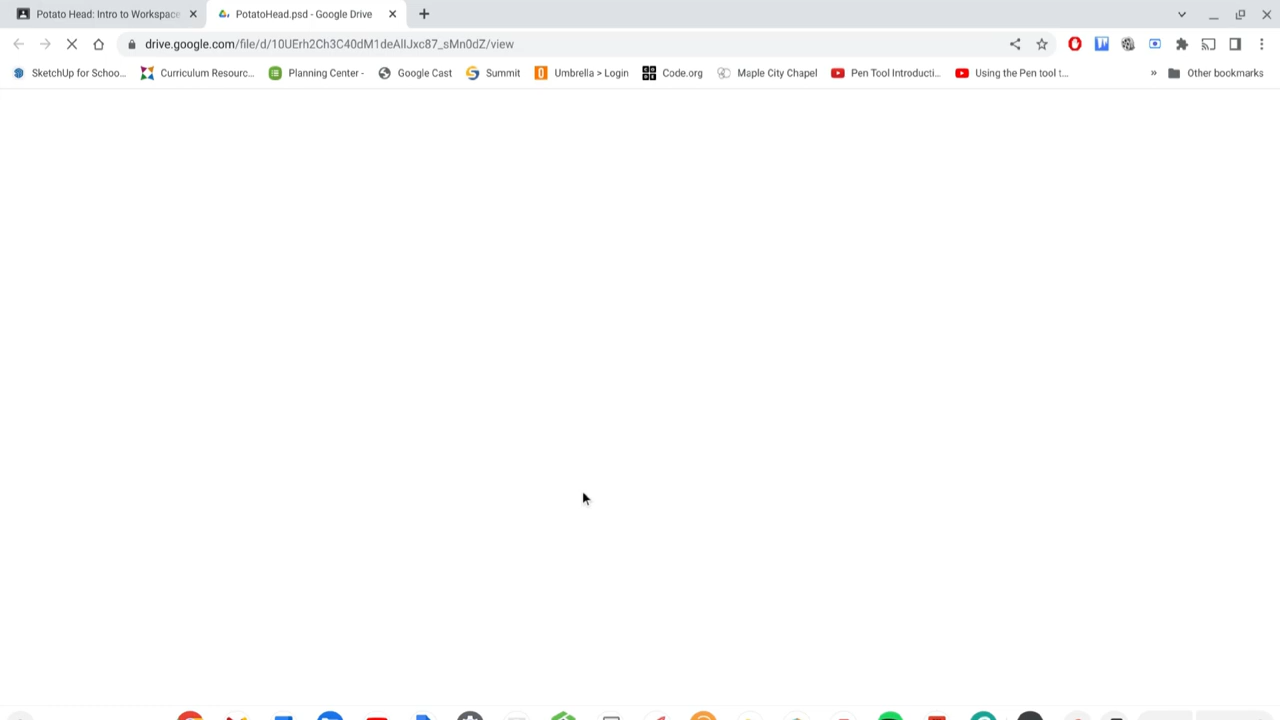 Potato Head: Intro to Workspace
PotatoHead.psd - Google Drive
drive.google.com/file/d/10UErh2Ch3C40dM1deAIIJxc87_sMn0dZ/view
SketchUp for Schoo... Curriculum Resourc... Planning Center - Google Cast Summit Umbrella > Login Code.org Maple City Chapel Pen Tool Introducti... Using the Pen tool t... » Other bookmarks